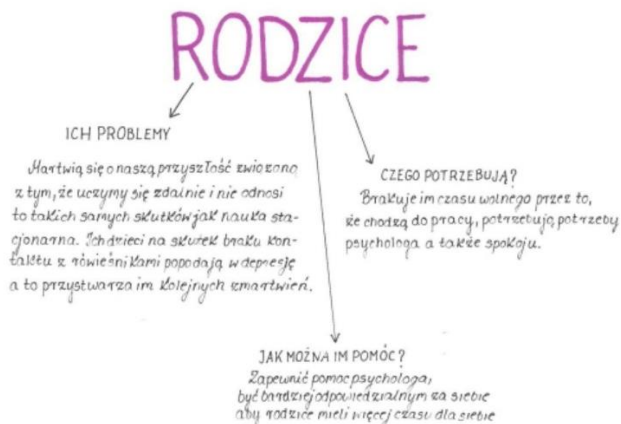 RODZICE
ICH PROBLEMY
Martwią się o naszą przyszłość zwiozono
z tym, że uczymy się zdalnie i nie odnosi
to takich samych skutków jak nauka sta-
cjonarna. Ich dzieci na skutek braku kon-
taktu z rówieśnikami popodają w depresję
a to przystwarza im kolejnych zmartwień.
CZEGO POTRZEBUJĄ?
Brakuje im czasu wolnego przez to,
że chodzą do pracy, potrzebują potrzeby
psychologa a także spokoju.
JAK MOŻNA IM POMÓC?
Zapewnić pomoc psychologa,
być bardziej odpowiedzialnym za siebie
aby rodzice mieli więcej czasu dla siebie